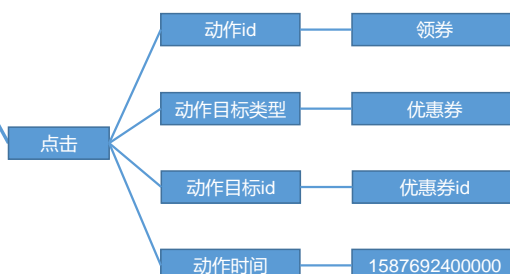 动作id
领券
动作目标类型
优惠券
点击
动作目标id
优惠券id
动作时间
1587692400000